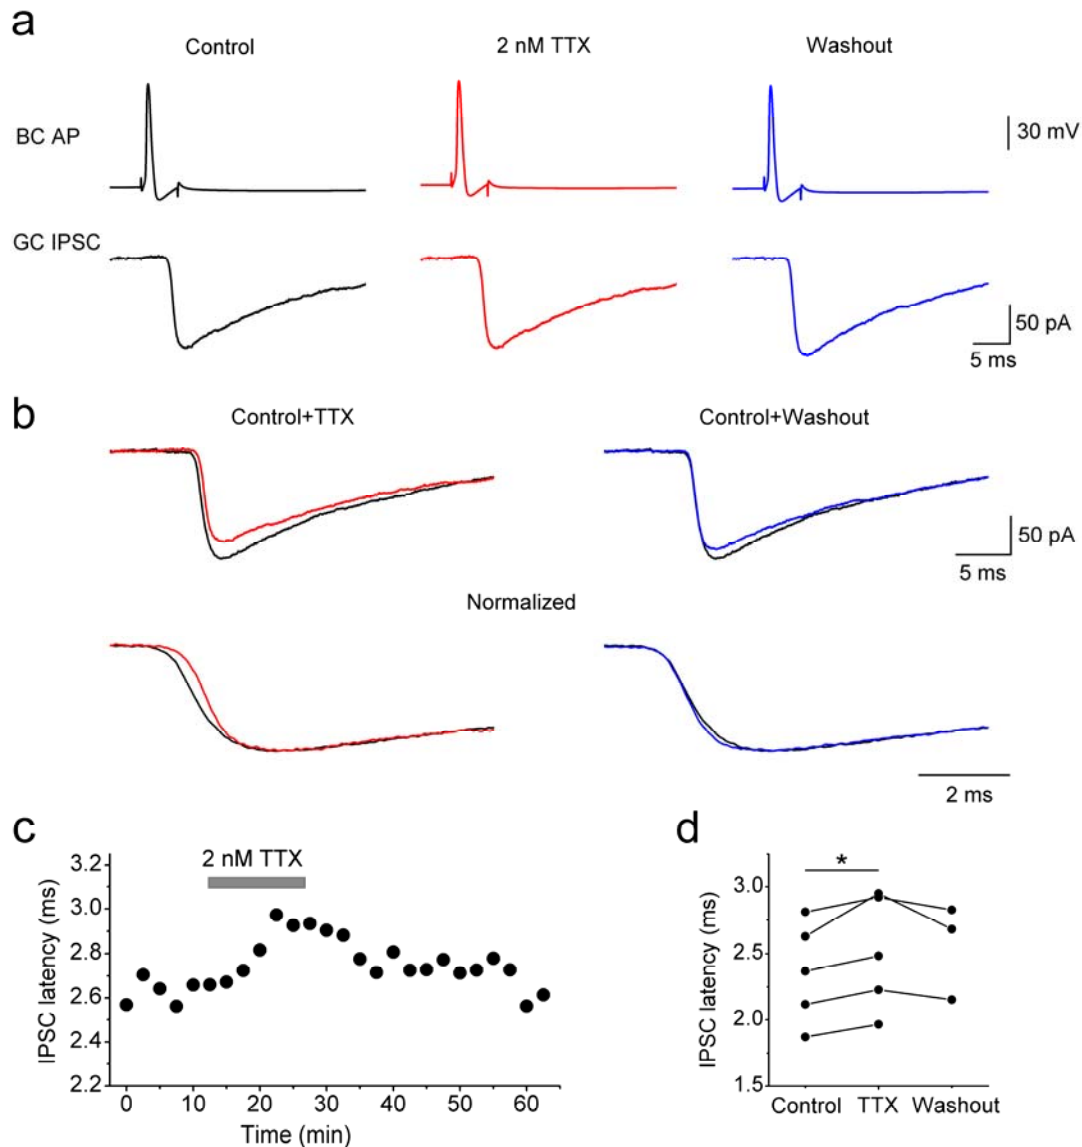 a
Control
2 nM TTX
Washout
BC AP
30 mV
GC IPSC
50 pA
5 ms
b
Control+TTX
Control+Washout
50 pA
5 ms
Normalized
2 ms
c
2 nM TTX
IPSC latency (ms)
3.2
3.0
2.8
2.6
2.4
2.2
0 10 20 30 40 50 60
Time (min)
d
*
IPSC latency (ms)
3.0
2.5
2.0
1.5
Control TTX Washout